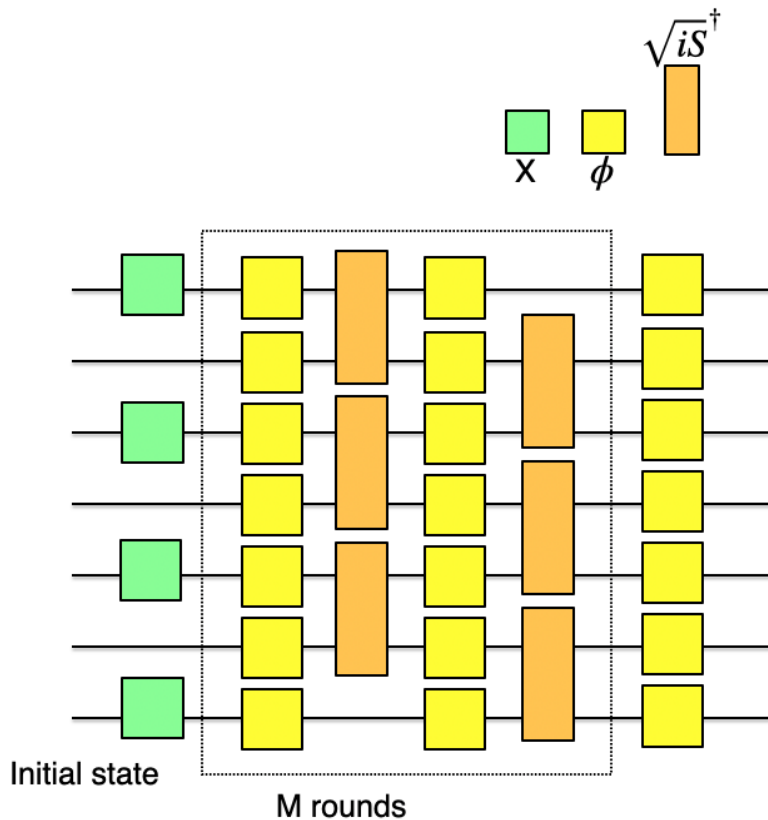 √iS†
X
ϕ
Initial state
M rounds